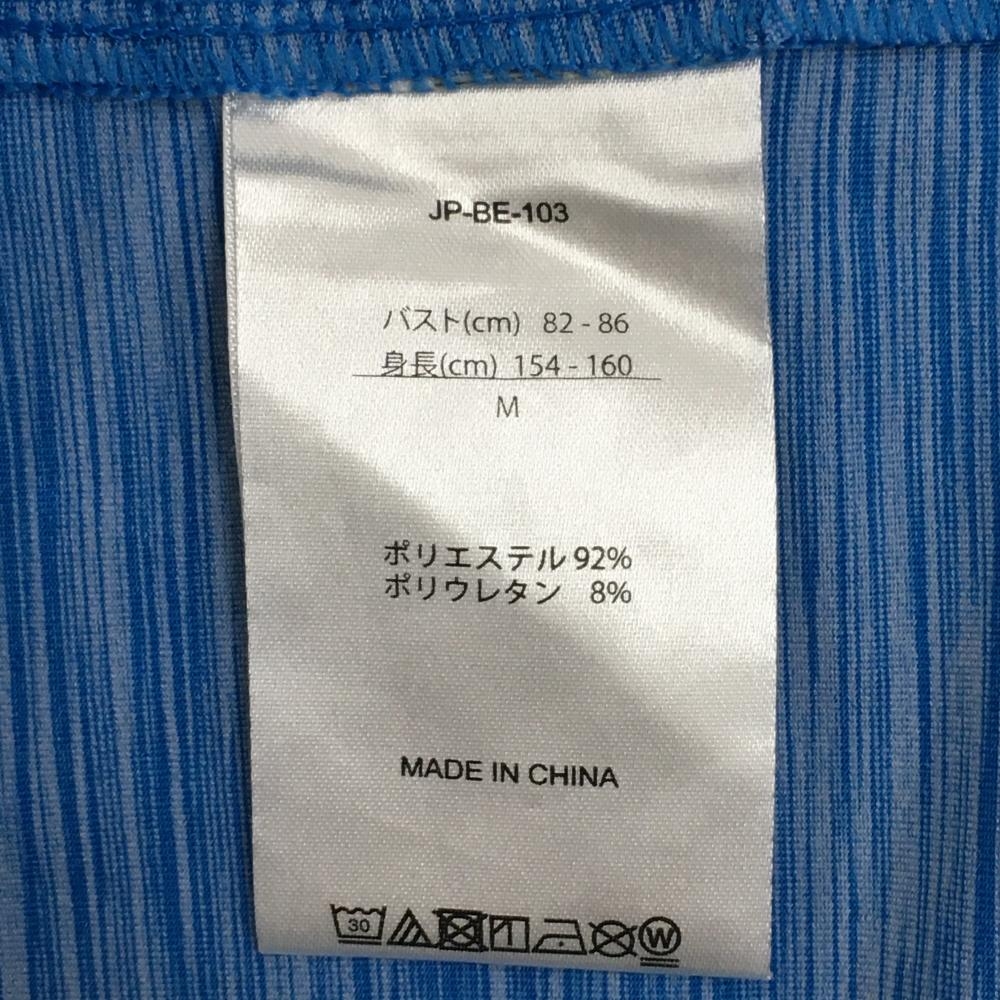 JP-BE-103
バスト(cm) 82 - 86
身長(cm) 154 - 160
M
ポリエステル 92%
ポリウレタン 8%
MADE IN CHINA
30 W